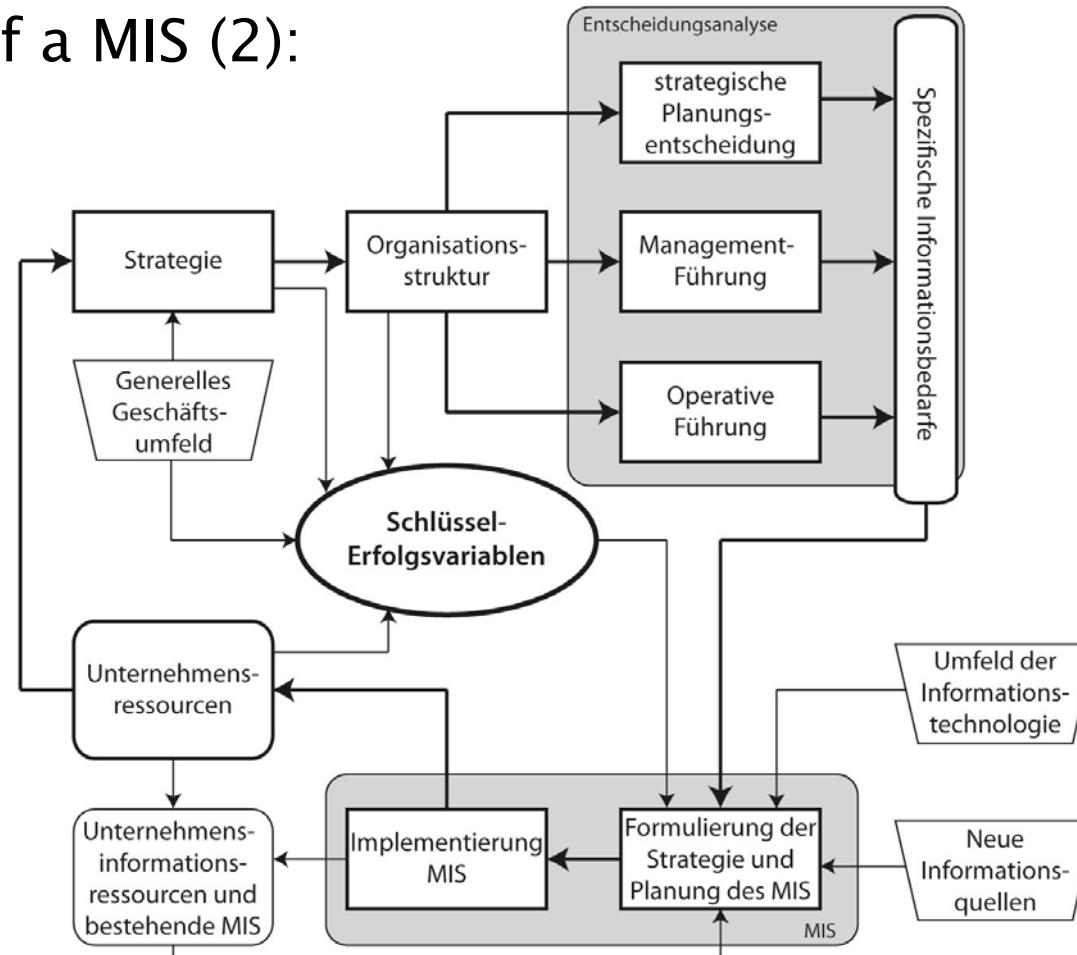 f a MIS (2):
Entscheidungsanalyse
strategische
Planungs-
entscheidung
Spezifische Informationsbedarfe
Strategie
Organisations-
struktur
Management-
Führung
Generelles
Geschäfts-
umfeld
Operative
Führung
Schlüssel-
Erfolgsvariablen
Unternehmens-
ressourcen
Umfeld der
Informations-
technologie
Unternehmens-
informations-
ressourcen und
bestehende MIS
Implementierung
MIS
Formulierung der
Strategie und
Planung des MIS
Neue
Informations-
quellen
MIS